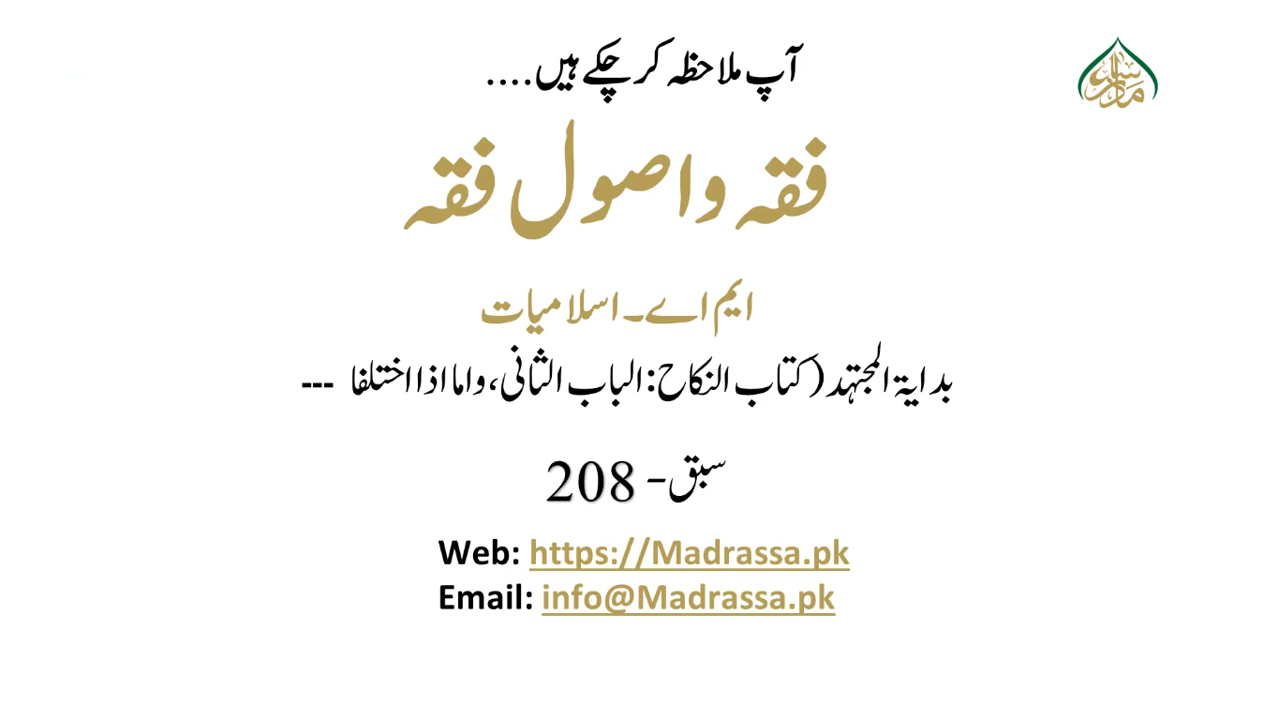 آپ ملاحظہ کر چکے ہیں....
فقہ واصول فقہ
ایم اے۔ اسلامیات
بدایۃ المجتہد (کتاب النکاح: الباب الثانی، واما اذا اختلفا ---
سبق - 208
Web: https://Madrassa.pk
Email: info@Madrassa.pk